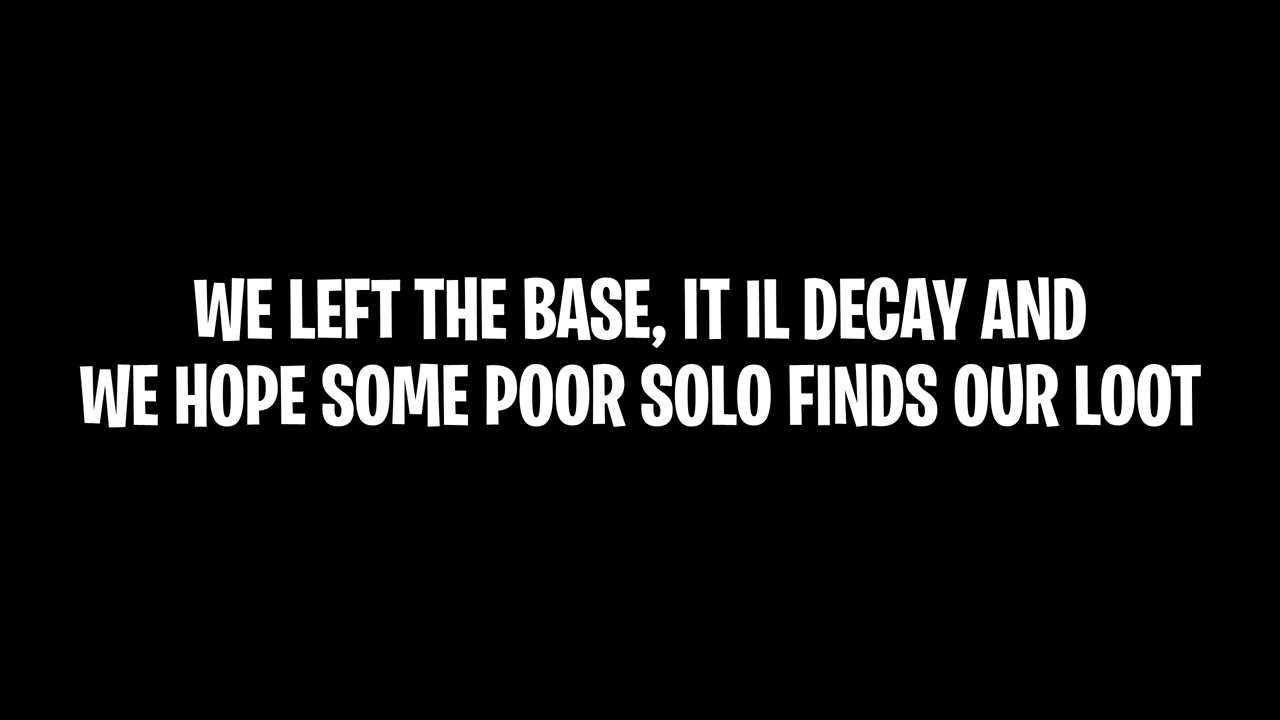 WE LEFT THE BASE, IT IL DECAY AND
WE HOPE SOME POOR SOLO FINDS OUR LOOT